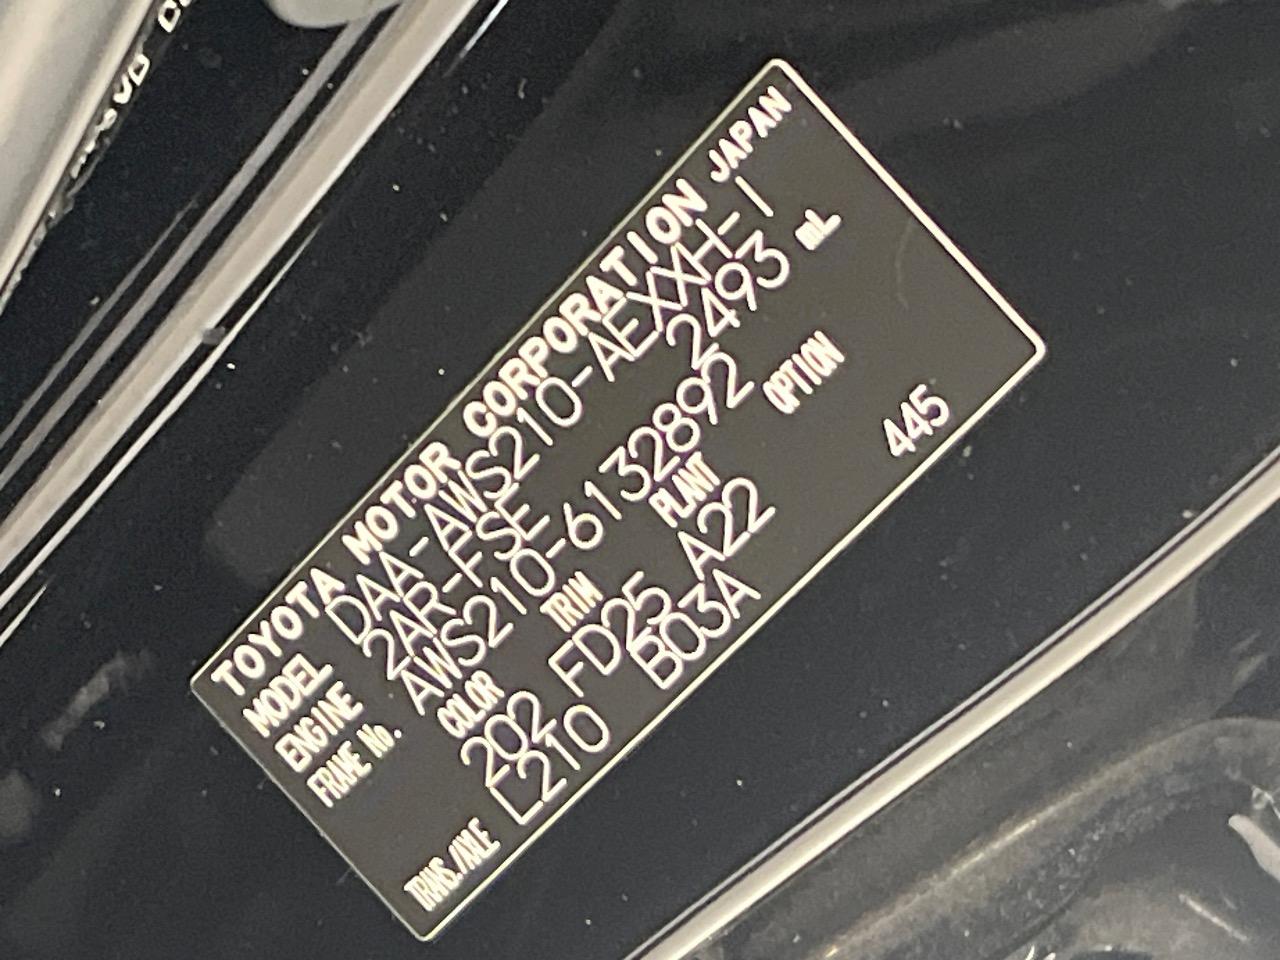 TOYOTA MOTOR CORPORATION JAPAN
MODEL DAA-AWS210-AEXXH-I
ENGINE 2AR-FSE 2493 mL
FRAME No. AWS210-6132892
COLOR TRIM PLANT OPTION
202 FD25 A22
TRANS./AXLE L210 B03A 445